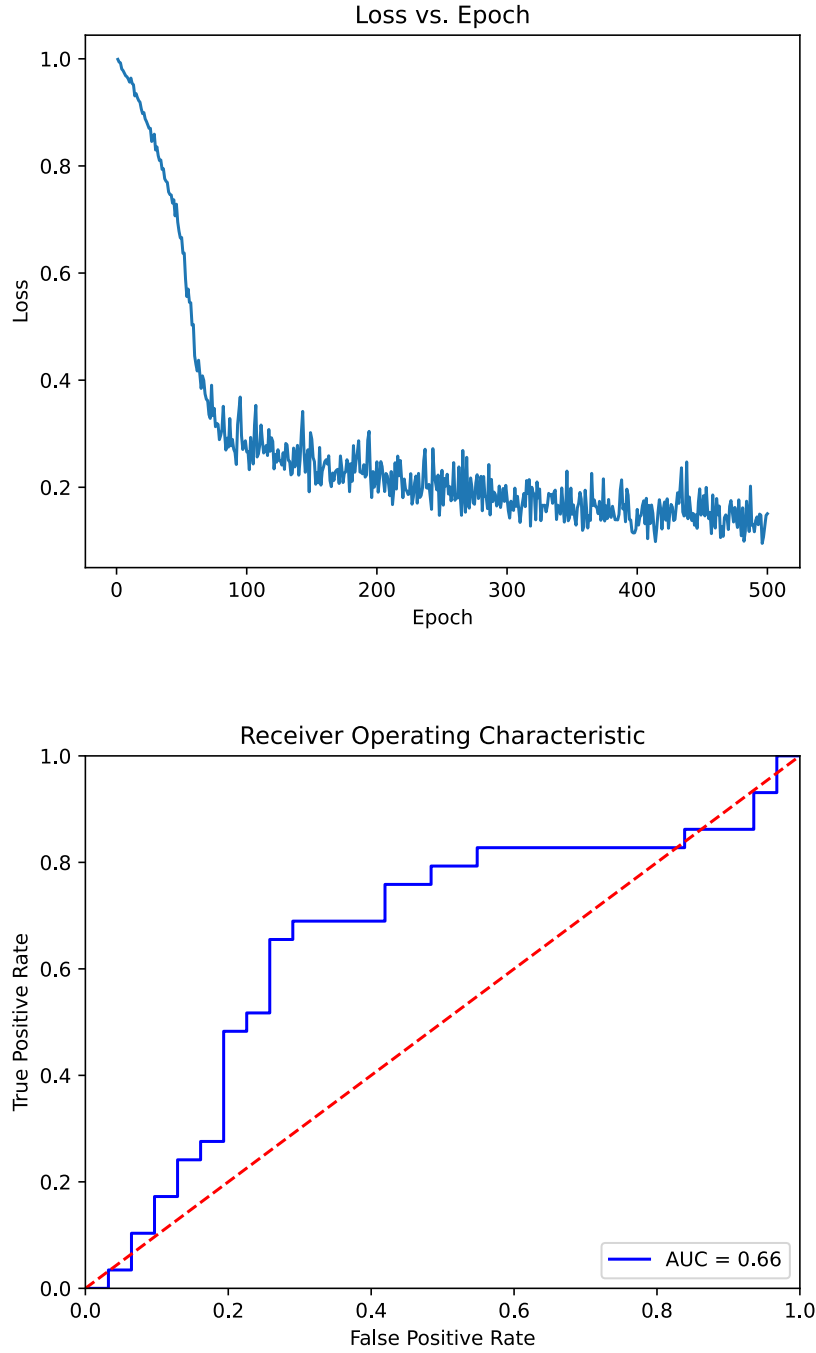 Loss vs. Epoch
1.0
0.8
0.6
0.4
0.2
Loss
0 100 200 300 400 500
Epoch
Receiver Operating Characteristic
1.0
0.8
0.6
0.4
0.2
0.0
True Positive Rate
AUC = 0.66
0.0 0.2 0.4 0.6 0.8 1.0
False Positive Rate